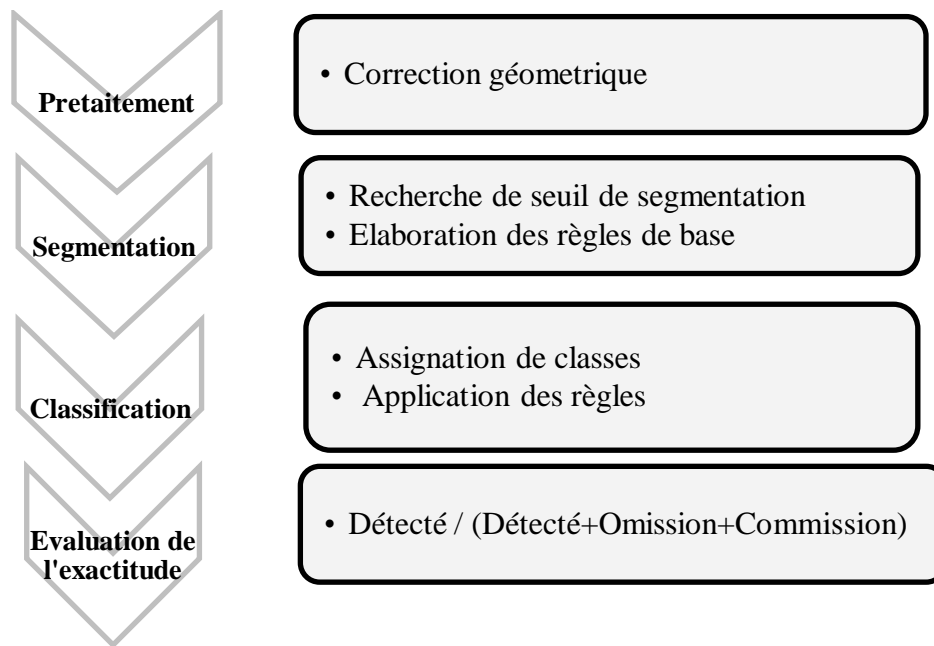 Pretaitement
• Correction géometrique
Segmentation
• Recherche de seuil de segmentation
• Elaboration des règles de base
Classification
• Assignation de classes
• Application des règles
Evaluation de
l'exactitude
• Détecté / (Détecté+Omission+Commission)